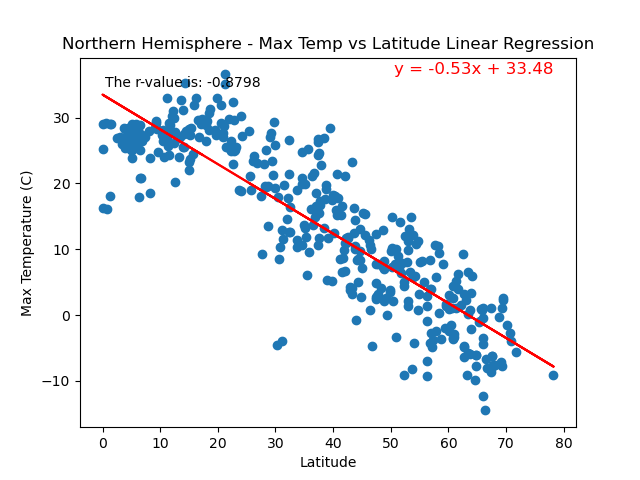 Northern Hemisphere - Max Temp vs Latitude Linear Regression
y = -0.53x + 33.48
The r-value is: -0.8798
Max Temperature (C)
30
20
10
0
−10
0 10 20 30 40 50 60 70 80
Latitude